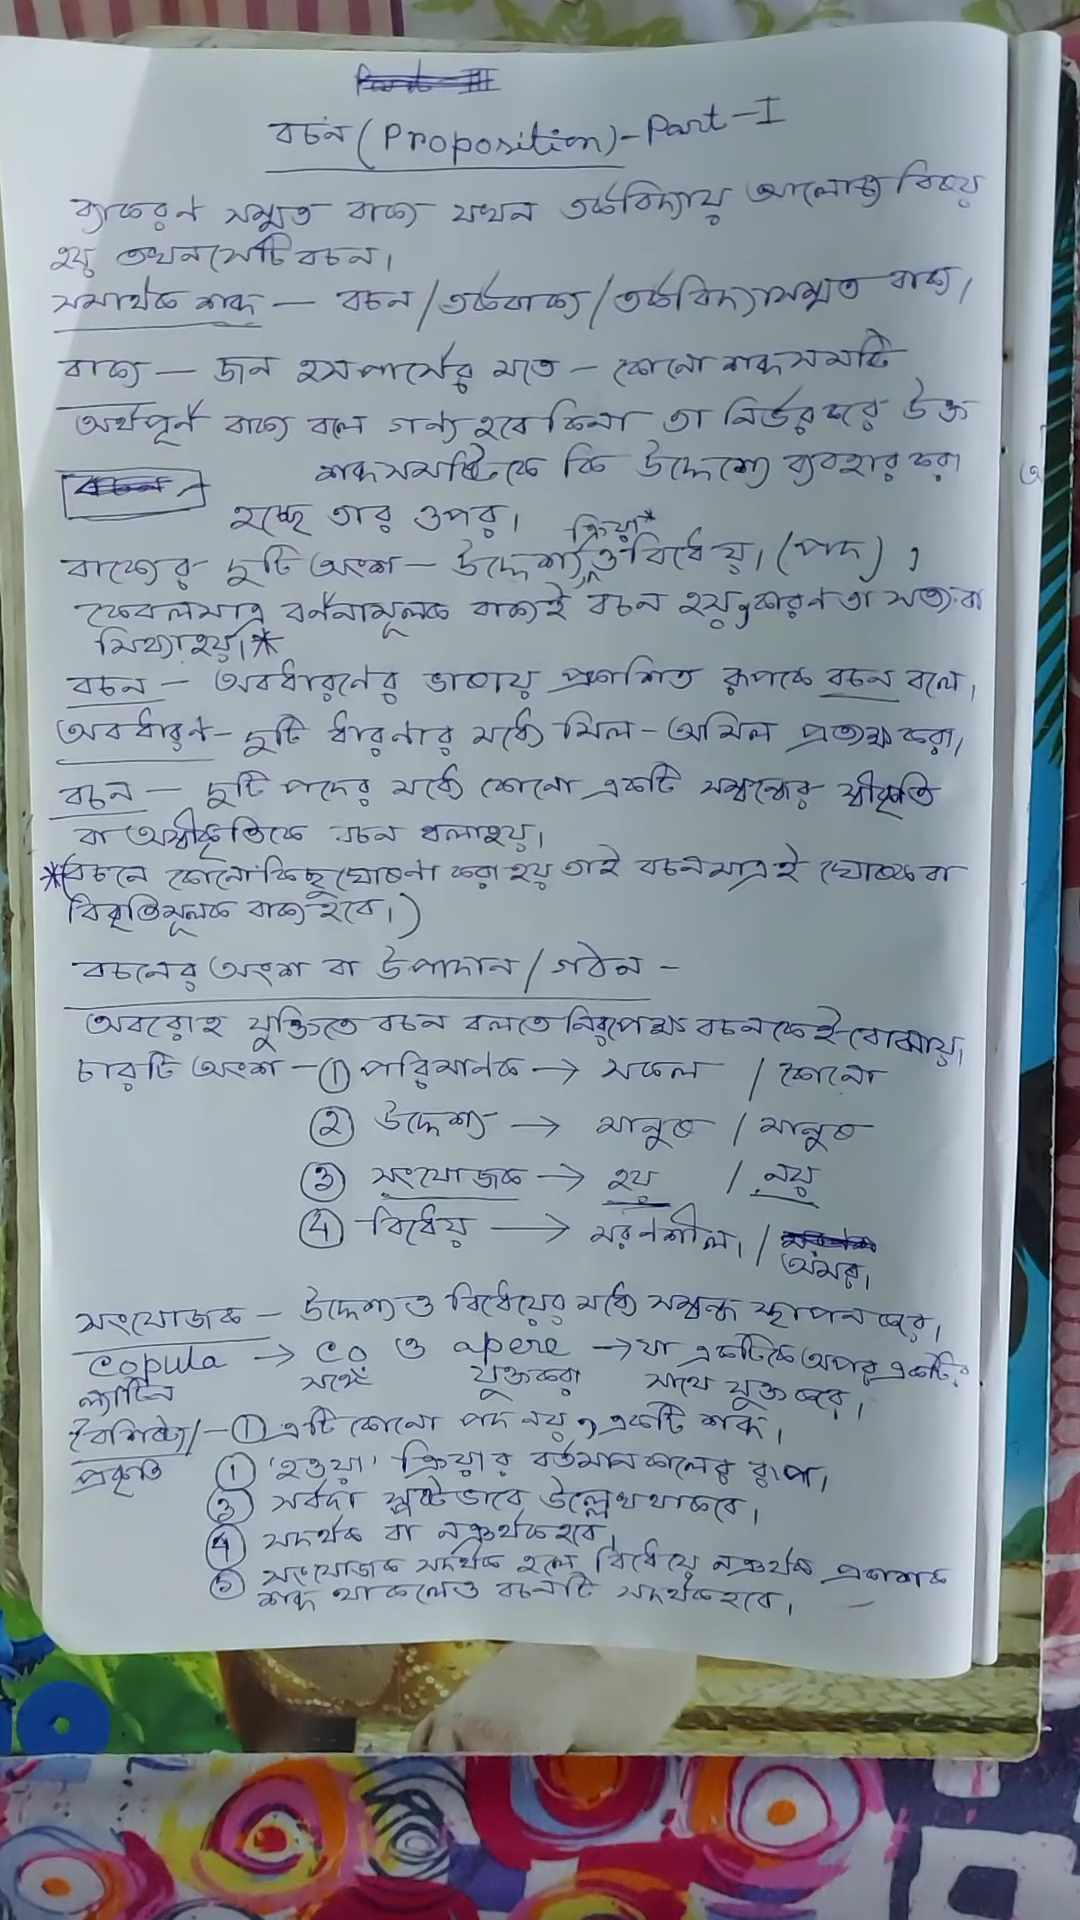 বচন (Proposition) - Part - I
ব্যাকরণ সম্মত বাক্য যখন তর্কবিদ্যায় আলোচ্য বিষয়
হয় তখন সেটি বচন।
সমার্থক শব্দ — বচন / তর্কবাক্য / তর্কবিদ্যাসম্মত বাক্য।
বাক্য — জন হসপার্সের মতে – কোনো শব্দসমষ্টি
অর্থপূর্ণ বাক্য বলে গণ্য হবে কিনা তা নির্ভর করে উক্ত
শব্দসমষ্টিকে কি উদ্দেশ্যে ব্যবহার করা
হচ্ছে তার ওপর।
ক্রিয়া*
বাক্যের দুটি অংশ – উদ্দেশ্য ও বিধেয়। (পদ)
কেবলমাত্র বর্ণনামূলক বাক্যই বচন হয়, কারণ তা সত্য বা
মিথ্যা হয়।*
বচন – অবধারণের ভাষায় প্রকাশিত রূপকে বচন বলে।
অবধারণ – দুটি ধারণার মধ্যে মিল-অমিল প্রত্যক্ষ করা।
বচন — দুটি পদের মধ্যে কোনো একটি সম্বন্ধের স্বীকৃতি
বা অস্বীকৃতিকে বচন বলা হয়।
*(বচনে কোনো কিছু ঘোষণা করা হয় তাই বচন মাত্রই ঘোষক বা
বিবৃতিমূলক বাক্য হবে।)
বচনের অংশ বা উপাদান / গঠন –
অবরোহ যুক্তিতে বচন বলতে নিরপেক্ষ বচনকেই বোঝায়।
চারটি অংশ – ① পরিমাণক → সকল / কোনো
② উদ্দেশ্য → মানুষ / মানুষ
③ সংযোজক → হয় / নয়
④ বিধেয় → মরণশীল। / অমর।
সংযোজক – উদ্দেশ্য ও বিধেয়ের মধ্যে সম্বন্ধ স্থাপন করে।
copula → co ও apere → যা একটিকে অপর একটির
ল্যাটিন সঙ্গে যুক্ত করা সাথে যুক্ত করে।
বৈশিষ্ট্য/ – ① এটি কোনো পদ নয়, একটি শব্দ।
প্রকৃতি ① 'হওয়া' ক্রিয়ার বর্তমান কালের রূপ।
③ সর্বদা স্পষ্টভাবে উল্লেখ থাকবে।
④ সদর্থক বা নঞর্থক হবে।
⑤ সংযোজক সদর্থক হলে বিধেয়ে নঞর্থক প্রকাশক
শব্দ থাকলেও বচনটি সদর্থক হবে।